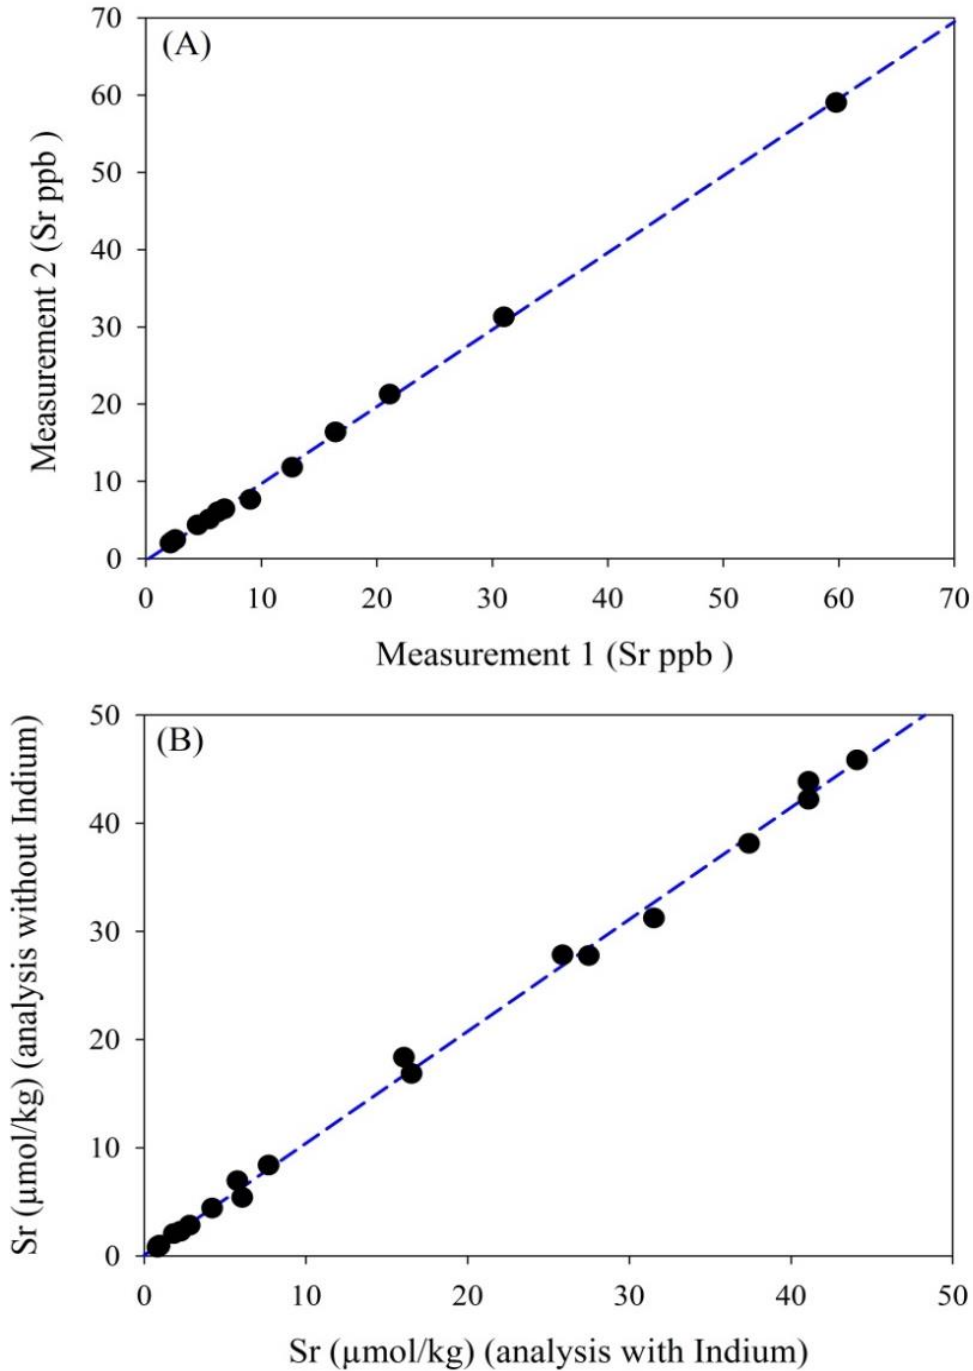 (A)
70
60
50
40
30
20
10
0
Measurement 2 (Sr ppb )
0 10 20 30 40 50 60 70
Measurement 1 (Sr ppb )
(B)
50
40
30
20
10
0
Sr (µmol/kg) (analysis without Indium)
0 10 20 30 40 50
Sr (µmol/kg) (analysis with Indium)